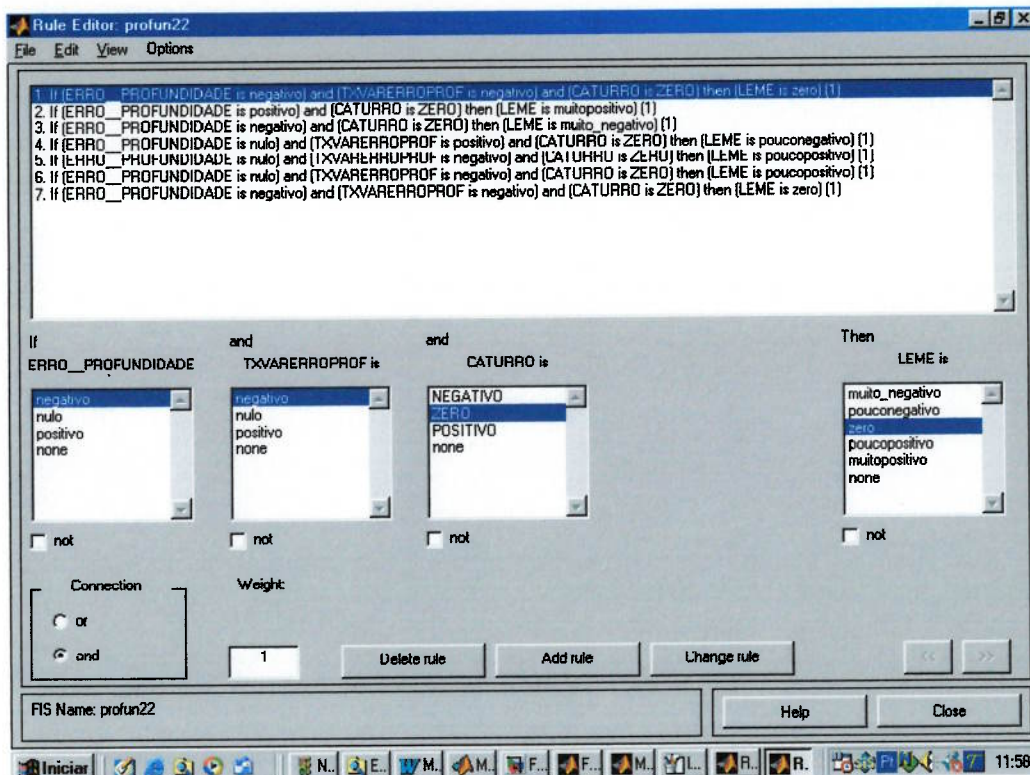 Rule Editor: profun22
File Edit View Options
1. If (ERRO__PROFUNDIDADE is negativo) and (TXVARERROPROF is negativo) and (CATURRO is ZERO) then (LEME is zero) (1)
2. If (ERRO__PROFUNDIDADE is positivo) and (CATURRO is ZERO) then (LEME is muitopositivo) (1)
3. If (ERRO__PROFUNDIDADE is negativo) and (CATURRO is ZERO) then (LEME is muito_negativo) (1)
4. If (ERRO__PROFUNDIDADE is nulo) and (TXVARERROPROF is positivo) and (CATURRO is ZERO) then (LEME is pouconegativo) (1)
5. If (ERRO__PROFUNDIDADE is nulo) and (TXVARERROPROF is negativo) and (CATURRO is ZERO) then (LEME is poucopostivo) (1)
6. If (ERRO__PROFUNDIDADE is nulo) and (TXVARERROPROF is negativo) and (CATURRO is ZERO) then (LEME is poucopositivo) (1)
7. If (ERRO__PROFUNDIDADE is negativo) and (TXVARERROPROF is negativo) and (CATURRO is ZERO) then (LEME is zero) (1)
If and and Then
ERRO__PROFUNDIDADE TXVARERROPROF is CATURRO is LEME is
negativo negativo NEGATIVO muito_negativo
nulo nulo ZERO pouconegativo
positivo positivo POSITIVO zero
none none none poucopositivo
muitopositivo
none
not not not not
Connection Weight:
or
and 1 Delete rule Add rule Change rule << >>
FIS Name: profun22 Help Close
Iniciar N... E... M... M... F... F... M... L... R... R... Pt 11:58